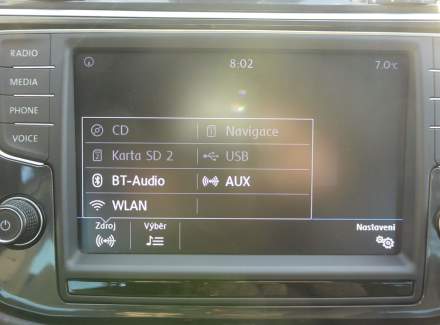 RADIO
MEDIA
PHONE
VOICE
8:02
7.0°C
CD
Navigace
Karta SD 2
USB
BT-Audio
AUX
WLAN
Zdroj
Výběr
Nastavení